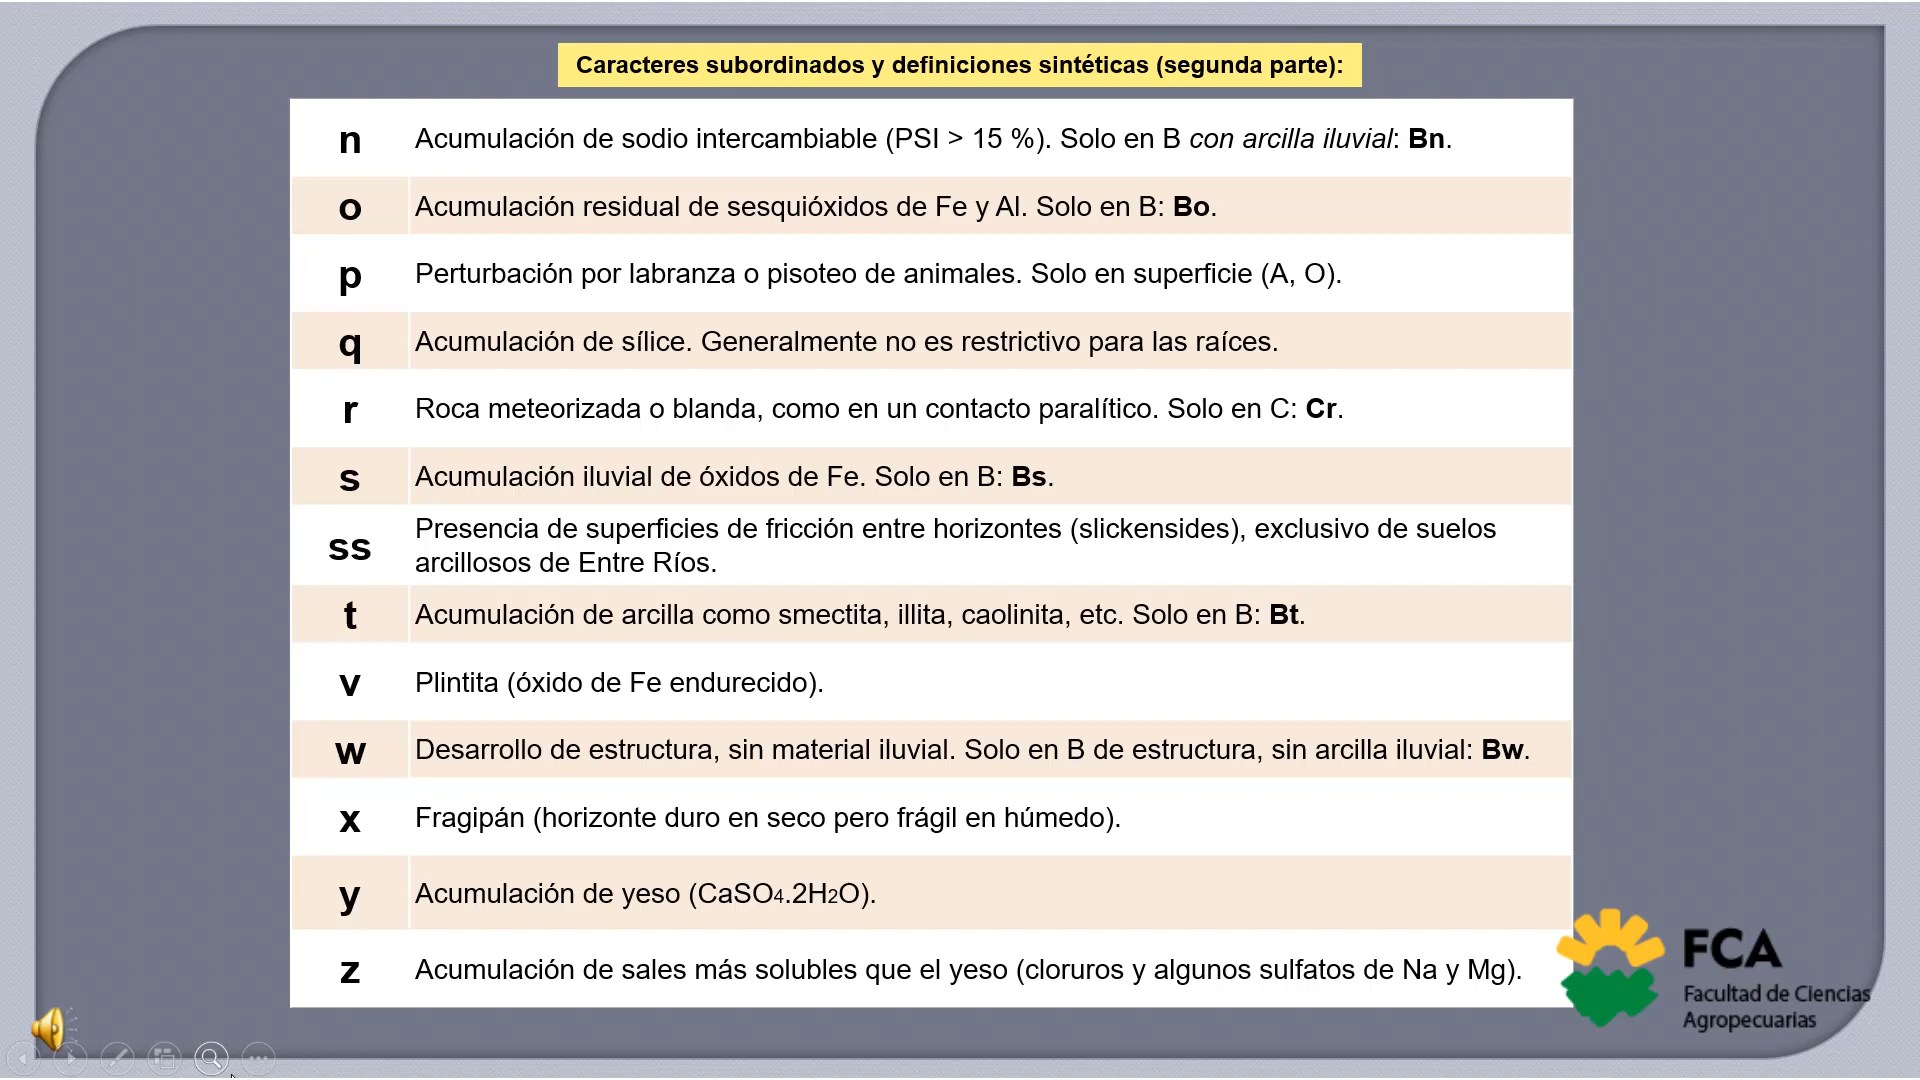 Caracteres subordinados y definiciones sintéticas (segunda parte):
n Acumulación de sodio intercambiable (PSI > 15 %). Solo en B con arcilla iluvial: Bn.
o Acumulación residual de sesquióxidos de Fe y Al. Solo en B: Bo.
p Perturbación por labranza o pisoteo de animales. Solo en superficie (A, O).
q Acumulación de sílice. Generalmente no es restrictivo para las raíces.
r Roca meteorizada o blanda, como en un contacto paralítico. Solo en C: Cr.
s Acumulación iluvial de óxidos de Fe. Solo en B: Bs.
ss Presencia de superficies de fricción entre horizontes (slickensides), exclusivo de suelos
arcillosos de Entre Ríos.
t Acumulación de arcilla como smectita, illita, caolinita, etc. Solo en B: Bt.
v Plintita (óxido de Fe endurecido).
w Desarrollo de estructura, sin material iluvial. Solo en B de estructura, sin arcilla iluvial: Bw.
x Fragipán (horizonte duro en seco pero frágil en húmedo).
y Acumulación de yeso (CaSO4.2H2O).
z Acumulación de sales más solubles que el yeso (cloruros y algunos sulfatos de Na y Mg).
FCA
Facultad de Ciencias
Agropecuarias